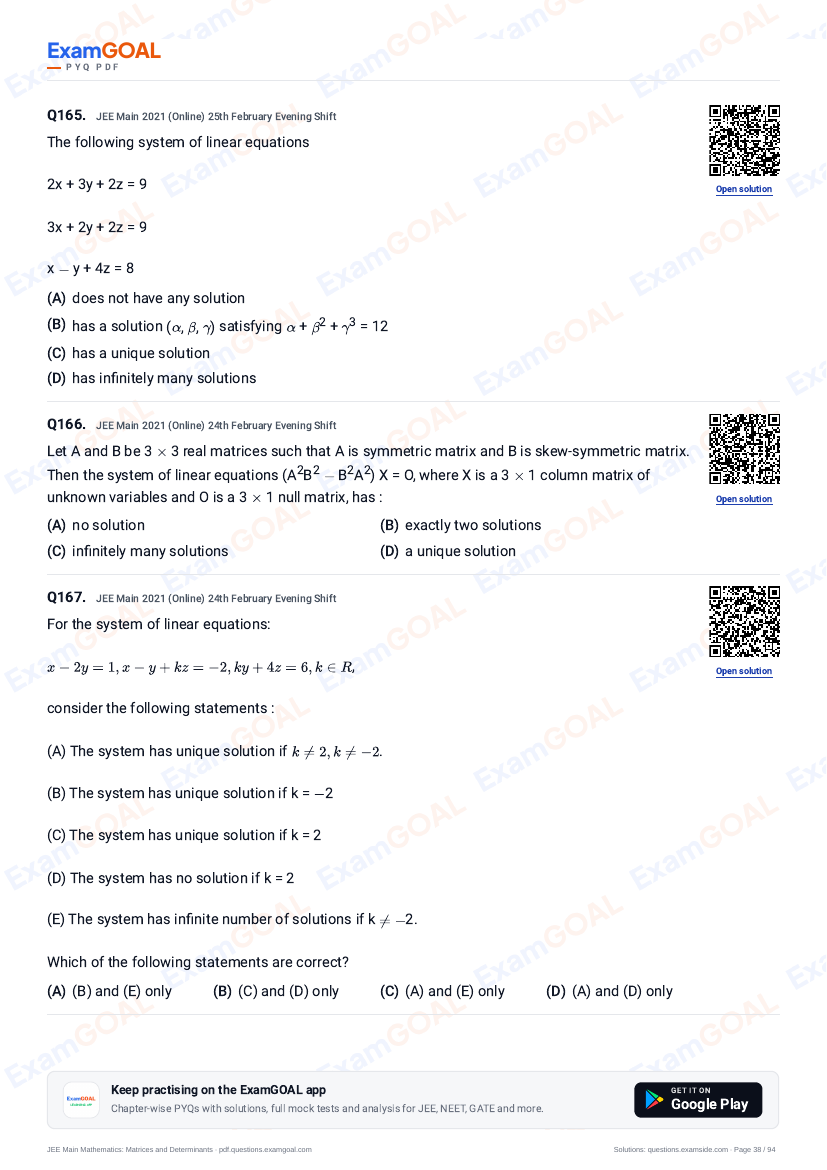 ExamGOAL
PYQ PDF
Q165. JEE Main 2021 (Online) 25th February Evening Shift
The following system of linear equations
2x + 3y + 2z = 9
3x + 2y + 2z = 9
x − y + 4z = 8
(A) does not have any solution
(B) has a solution (α, β, γ) satisfying α + β² + γ³ = 12
(C) has a unique solution
(D) has infinitely many solutions
Open solution
Q166. JEE Main 2021 (Online) 24th February Evening Shift
Let A and B be 3 × 3 real matrices such that A is symmetric matrix and B is skew-symmetric matrix.
Then the system of linear equations (A²B² − B²A²) X = O, where X is a 3 × 1 column matrix of
unknown variables and O is a 3 × 1 null matrix, has :
(A) no solution (B) exactly two solutions
(C) infinitely many solutions (D) a unique solution
Open solution
Q167. JEE Main 2021 (Online) 24th February Evening Shift
For the system of linear equations:
x − 2y = 1, x − y + kz = −2, ky + 4z = 6, k ∈ R,
consider the following statements :
(A) The system has unique solution if k ≠ 2, k ≠ −2.
(B) The system has unique solution if k = −2
(C) The system has unique solution if k = 2
(D) The system has no solution if k = 2
(E) The system has infinite number of solutions if k ≠ −2.
Which of the following statements are correct?
(A) (B) and (E) only (B) (C) and (D) only (C) (A) and (E) only (D) (A) and (D) only
Open solution
Keep practising on the ExamGOAL app
Chapter-wise PYQs with solutions, full mock tests and analysis for JEE, NEET, GATE and more.
GET IT ON
Google Play
JEE Main Mathematics: Matrices and Determinants · pdf.questions.examgoal.com
Solutions: questions.examside.com · Page 38 / 94